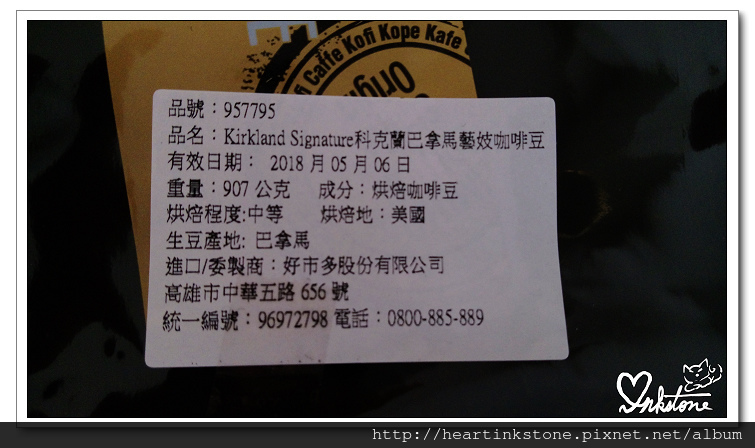 Caffe Kofi Kope Kafe
品號：957795
品名：Kirkland Signature科克蘭巴拿馬藝妓咖啡豆
有效日期： 2018 月 05 月 06 日
重量：907 公克 成分：烘焙咖啡豆
烘焙程度:中等 烘焙地：美國
生豆產地: 巴拿馬
進口/委製商：好市多股份有限公司
高雄市中華五路 656 號
統一編號：96972798 電話：0800-885-889
Inkstone
http://heartinkstone.pixnet.net/album